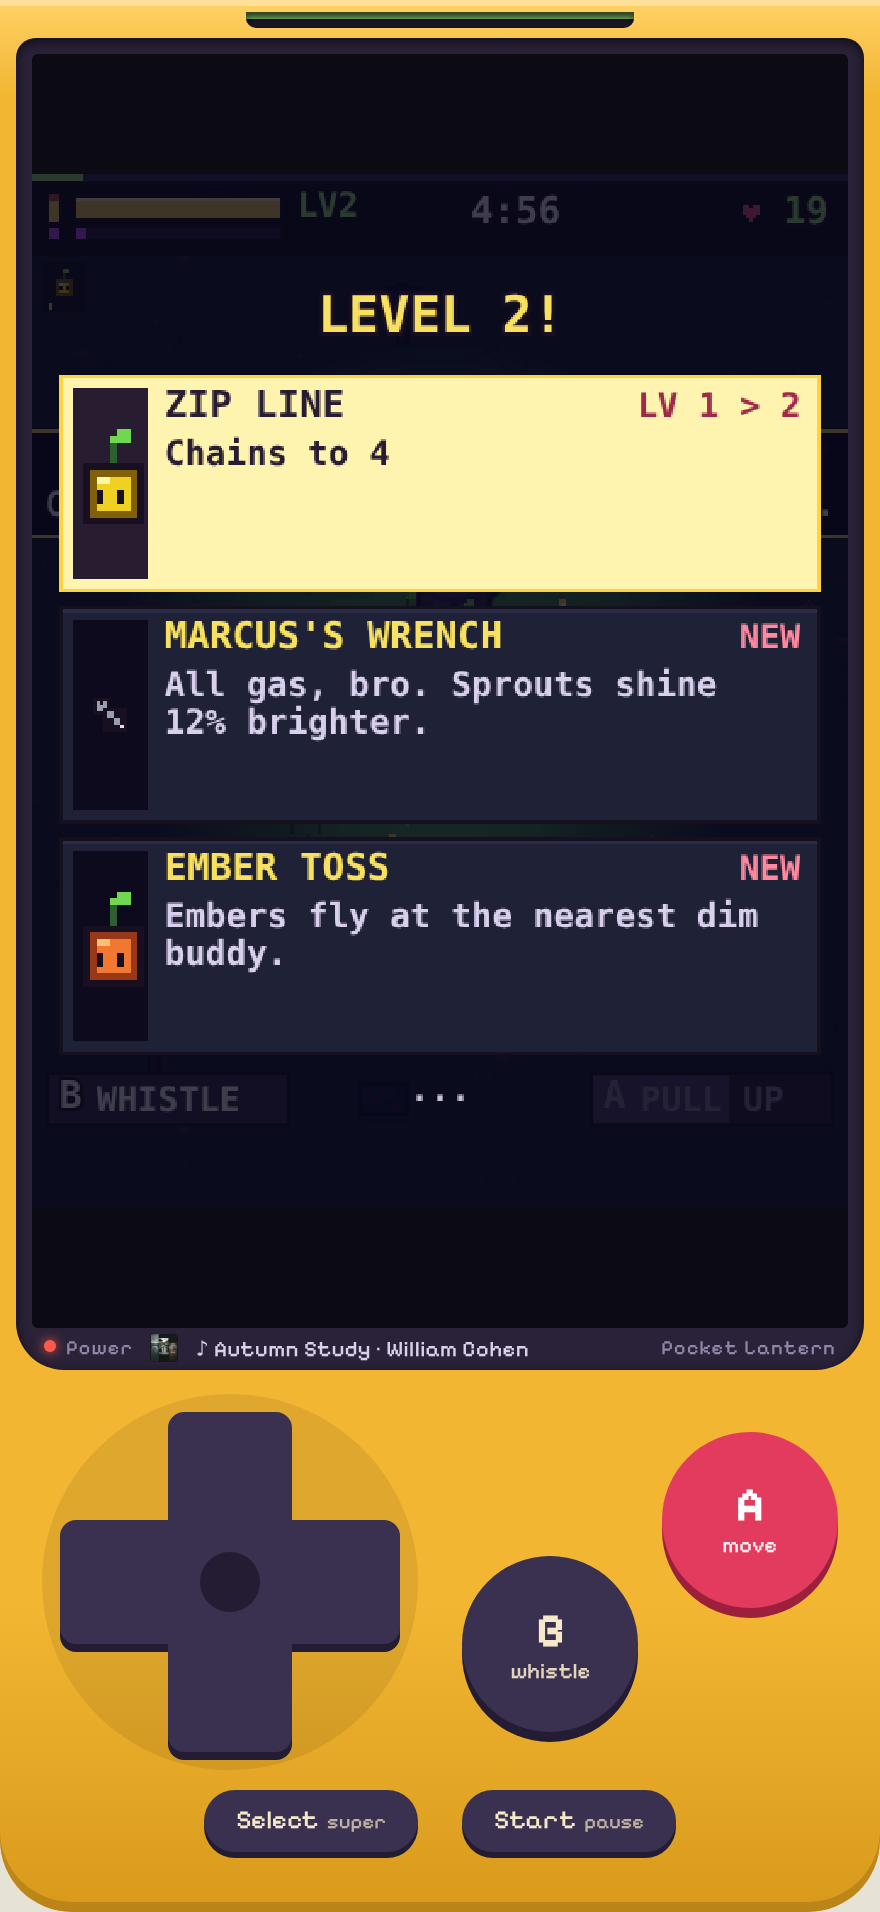 LV2
4:56
19
LEVEL 2!
ZIP LINE
LV 1 > 2
Chains to 4
MARCUS'S WRENCH
NEW
All gas, bro. Sprouts shine
12% brighter.
EMBER TOSS
NEW
Embers fly at the nearest dim
buddy.
B WHISTLE
...
A PULL UP
Power
♪ Autumn Study · William Cohen
Pocket Lantern
A
move
B
whistle
Select super
Start pause